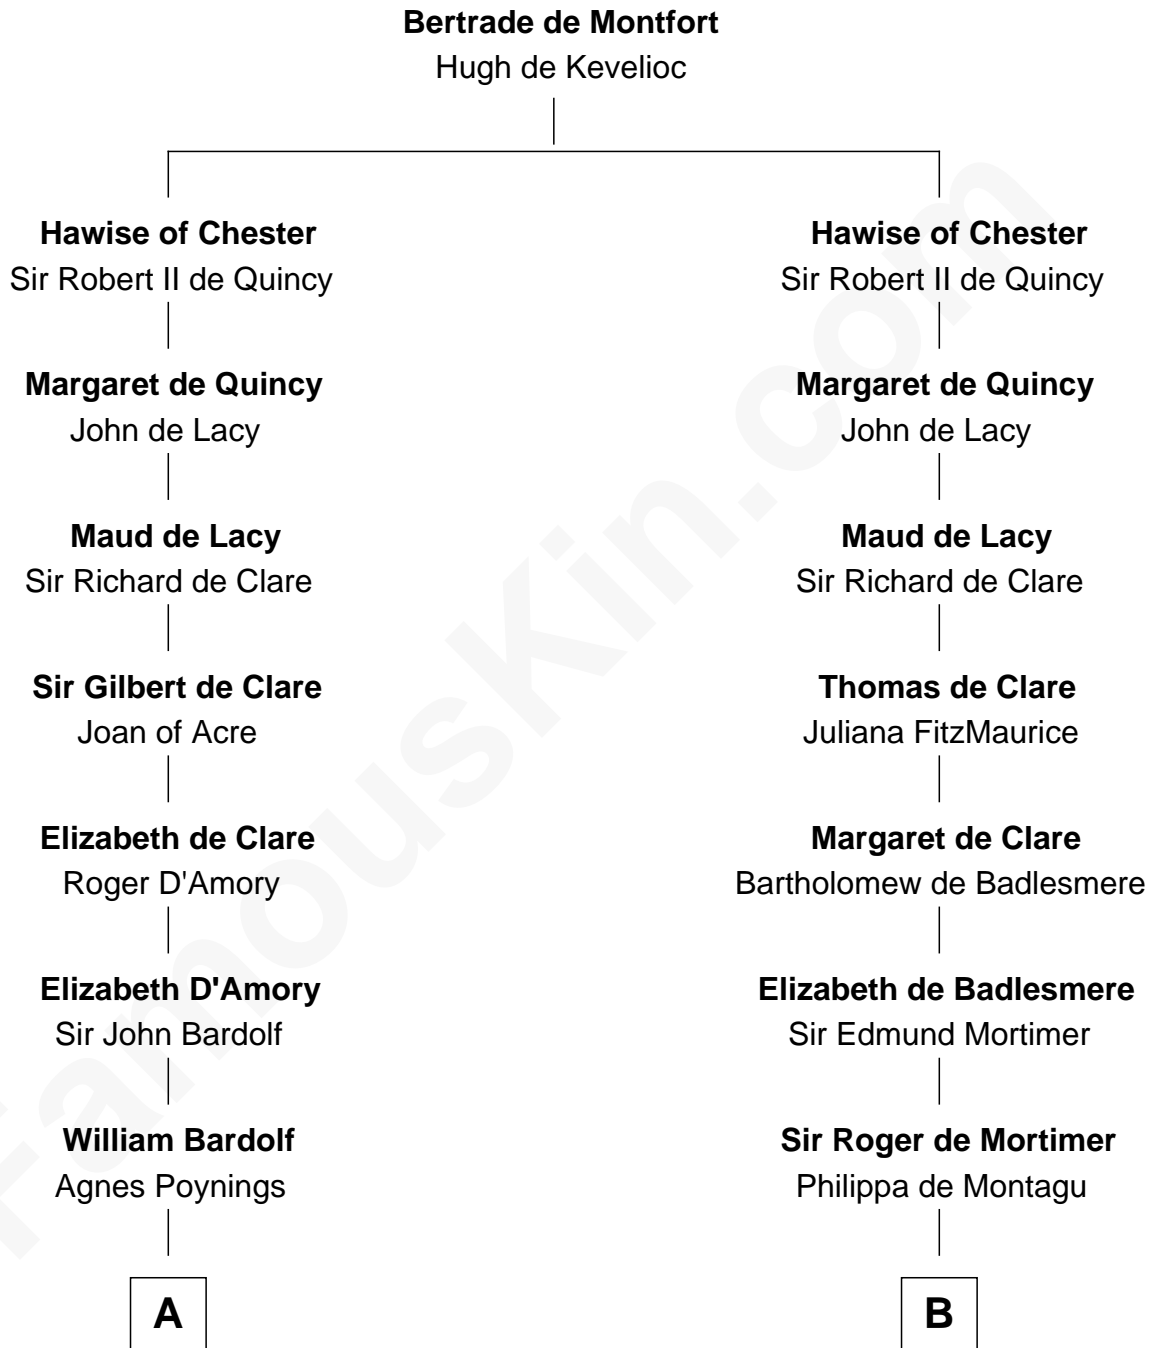 Bertrade de Montfort
Hugh de Kevelioc
Hawise of Chester
Sir Robert II de Quincy
Margaret de Quincy
John de Lacy
Maud de Lacy
Sir Richard de Clare
Sir Gilbert de Clare
Joan of Acre
Elizabeth de Clare
Roger D'Amory
Elizabeth D'Amory
Sir John Bardolf
William Bardolf
Agnes Poynings
A
Hawise of Chester
Sir Robert II de Quincy
Margaret de Quincy
John de Lacy
Maud de Lacy
Sir Richard de Clare
Thomas de Clare
Juliana FitzMaurice
Margaret de Clare
Bartholomew de Badlesmere
Elizabeth de Badlesmere
Sir Edmund Mortimer
Sir Roger de Mortimer
Philippa de Montagu
B
FamousKin.com